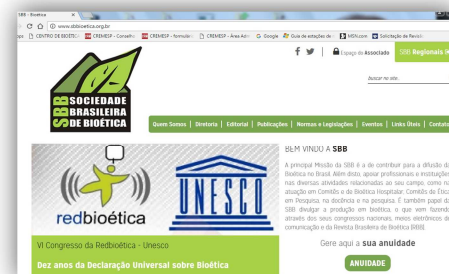 SBB - Bioética
www.sbbioetica.org.br
CENTRO DE BIOÉTICA
CREMESP - Conselho
CREMESP - formulári
CREMESP - Área Adm
Google
Guia de estações de
MSN.com
Solicitação de Revisã
Espaço do Associado
SBB Regionais
buscar no site..
SBB SOCIEDADE
BRASILEIRA
DE BIOÉTICA
Quem Somos | Diretoria | Editorial | Publicações | Normas e Legislações | Eventos | Links Úteis | Contato
redbioética
UNESCO
VI Congresso da Redbioética - Unesco
Dez anos da Declaração Universal sobre Bioética
BEM VINDO A SBB
A principal Missão da SBB é a de contribuir para a difusão da
Bioética no Brasil. Além disto, apoiar profissionais e instituições
nas diversas atividades relacionadas ao seu campo, como na
atuação em Comitês e de Bioética Hospitalar, Comitês de Ética
em Pesquisa, na docência e na pesquisa. É também papel da
SBB divulgar a produção em bioética, o que vem fazendo
através dos seus congressos nacionais, meios eletrônicos de
comunicação e da Revista Brasileira de Bioética (RBB).
Gere aqui a sua anuidade
ANUIDADE